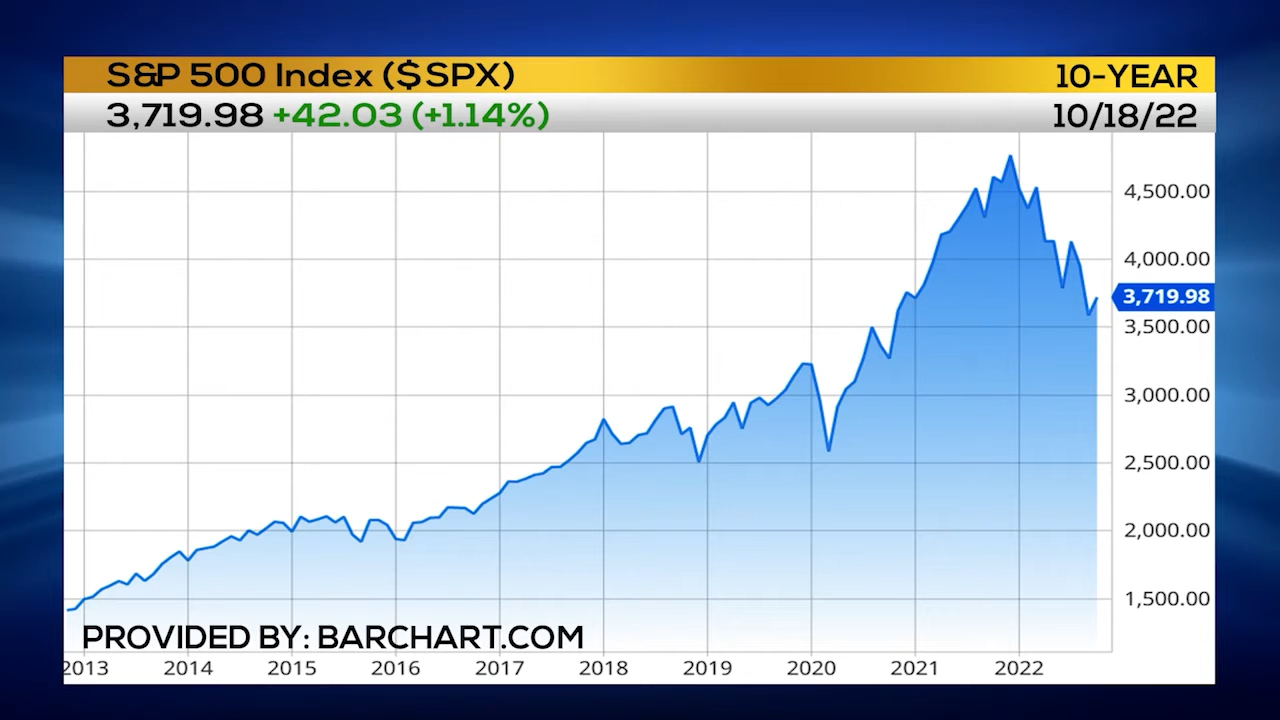 S&P 500 Index ($SPX) 10-YEAR
3,719.98 +42.03 (+1.14%) 10/18/22
4,500.00
4,000.00
3,719.98
3,500.00
3,000.00
2,500.00
2,000.00
1,500.00
PROVIDED BY: BARCHART.COM
2013 2014 2015 2016 2017 2018 2019 2020 2021 2022